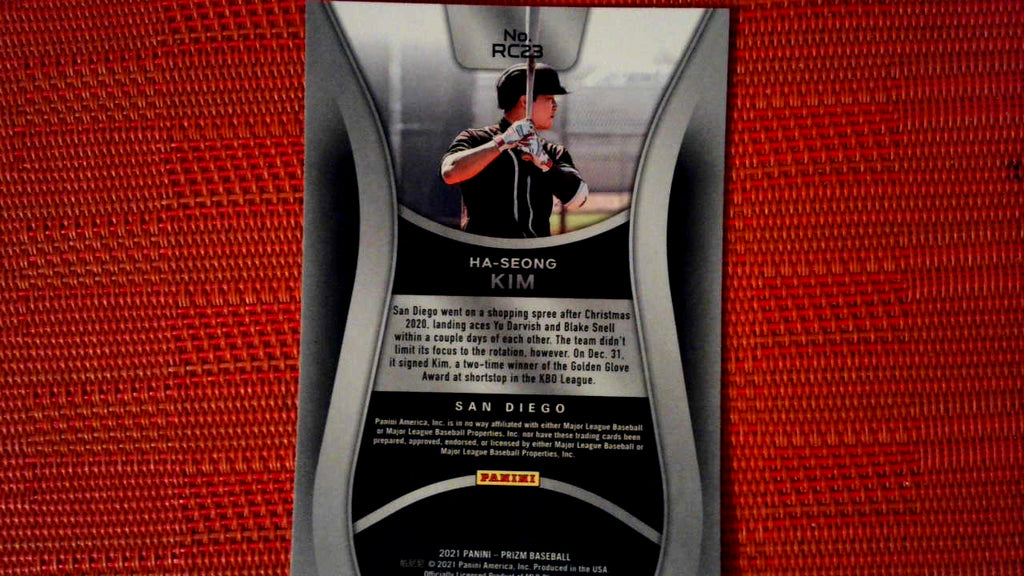 No.
RC23
HA-SEONG
KIM
San Diego went on a shopping spree after Christmas
2020, landing aces Yu Darvish and Blake Snell
within a couple days of each other. The team didn't
limit its focus to the rotation, however. On Dec. 31,
it signed Kim, a two-time winner of the Golden Glove
Award at shortstop in the KBO League.
SAN DIEGO
Panini America, Inc. is in no way affiliated with either Major League Baseball
or Major League Baseball Properties, Inc. nor have these trading cards been
prepared, approved, endorsed, or licensed by either Major League Baseball or
Major League Baseball Properties, Inc.
PANINI
2021 PANINI – PRIZM BASEBALL
© 2021 Panini America, Inc. Produced in the USA
Officially Licensed Product of